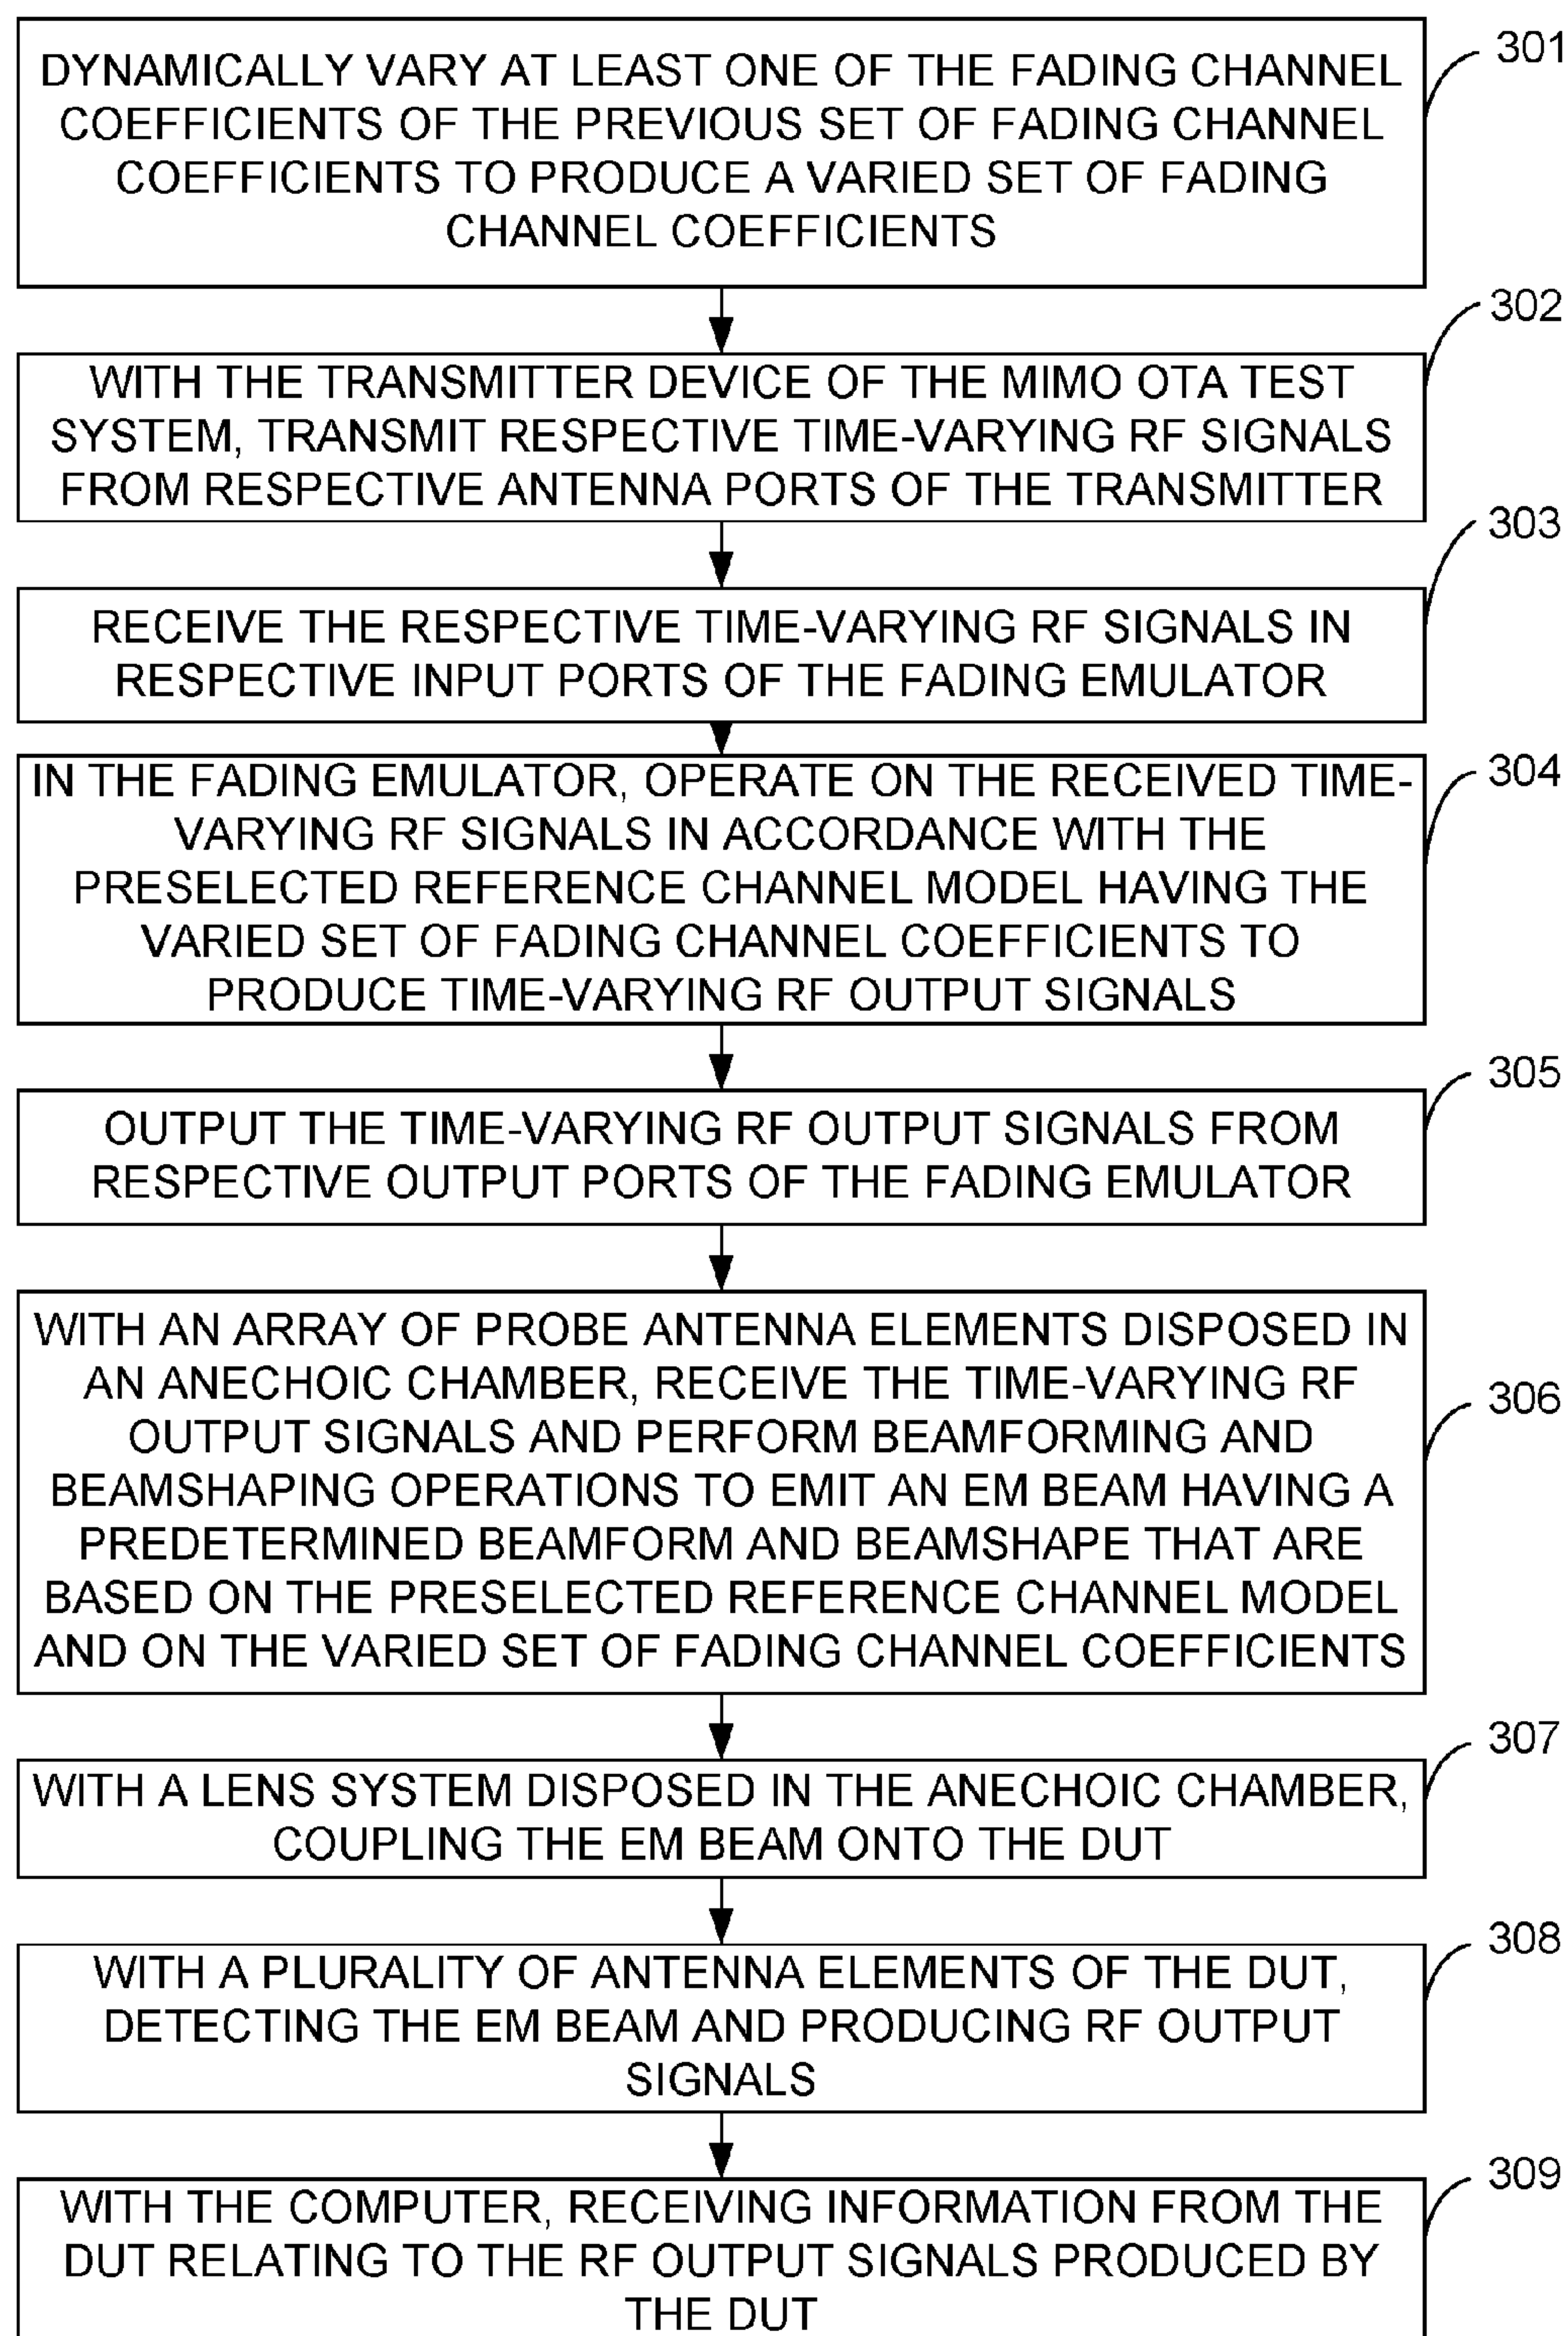 DYNAMICALLY VARY AT LEAST ONE OF THE FADING CHANNEL
COEFFICIENTS OF THE PREVIOUS SET OF FADING CHANNEL
COEFFICIENTS TO PRODUCE A VARIED SET OF FADING
CHANNEL COEFFICIENTS
301
WITH THE TRANSMITTER DEVICE OF THE MIMO OTA TEST
SYSTEM, TRANSMIT RESPECTIVE TIME-VARYING RF SIGNALS
FROM RESPECTIVE ANTENNA PORTS OF THE TRANSMITTER
302
RECEIVE THE RESPECTIVE TIME-VARYING RF SIGNALS IN
RESPECTIVE INPUT PORTS OF THE FADING EMULATOR
303
IN THE FADING EMULATOR, OPERATE ON THE RECEIVED TIME-
VARYING RF SIGNALS IN ACCORDANCE WITH THE
PRESELECTED REFERENCE CHANNEL MODEL HAVING THE
VARIED SET OF FADING CHANNEL COEFFICIENTS TO
PRODUCE TIME-VARYING RF OUTPUT SIGNALS
304
OUTPUT THE TIME-VARYING RF OUTPUT SIGNALS FROM
RESPECTIVE OUTPUT PORTS OF THE FADING EMULATOR
305
WITH AN ARRAY OF PROBE ANTENNA ELEMENTS DISPOSED IN
AN ANECHOIC CHAMBER, RECEIVE THE TIME-VARYING RF
OUTPUT SIGNALS AND PERFORM BEAMFORMING AND
BEAMSHAPING OPERATIONS TO EMIT AN EM BEAM HAVING A
PREDETERMINED BEAMFORM AND BEAMSHAPE THAT ARE
BASED ON THE PRESELECTED REFERENCE CHANNEL MODEL
AND ON THE VARIED SET OF FADING CHANNEL COEFFICIENTS
306
WITH A LENS SYSTEM DISPOSED IN THE ANECHOIC CHAMBER,
COUPLING THE EM BEAM ONTO THE DUT
307
WITH A PLURALITY OF ANTENNA ELEMENTS OF THE DUT,
DETECTING THE EM BEAM AND PRODUCING RF OUTPUT
SIGNALS
308
WITH THE COMPUTER, RECEIVING INFORMATION FROM THE
DUT RELATING TO THE RF OUTPUT SIGNALS PRODUCED BY
THE DUT
309